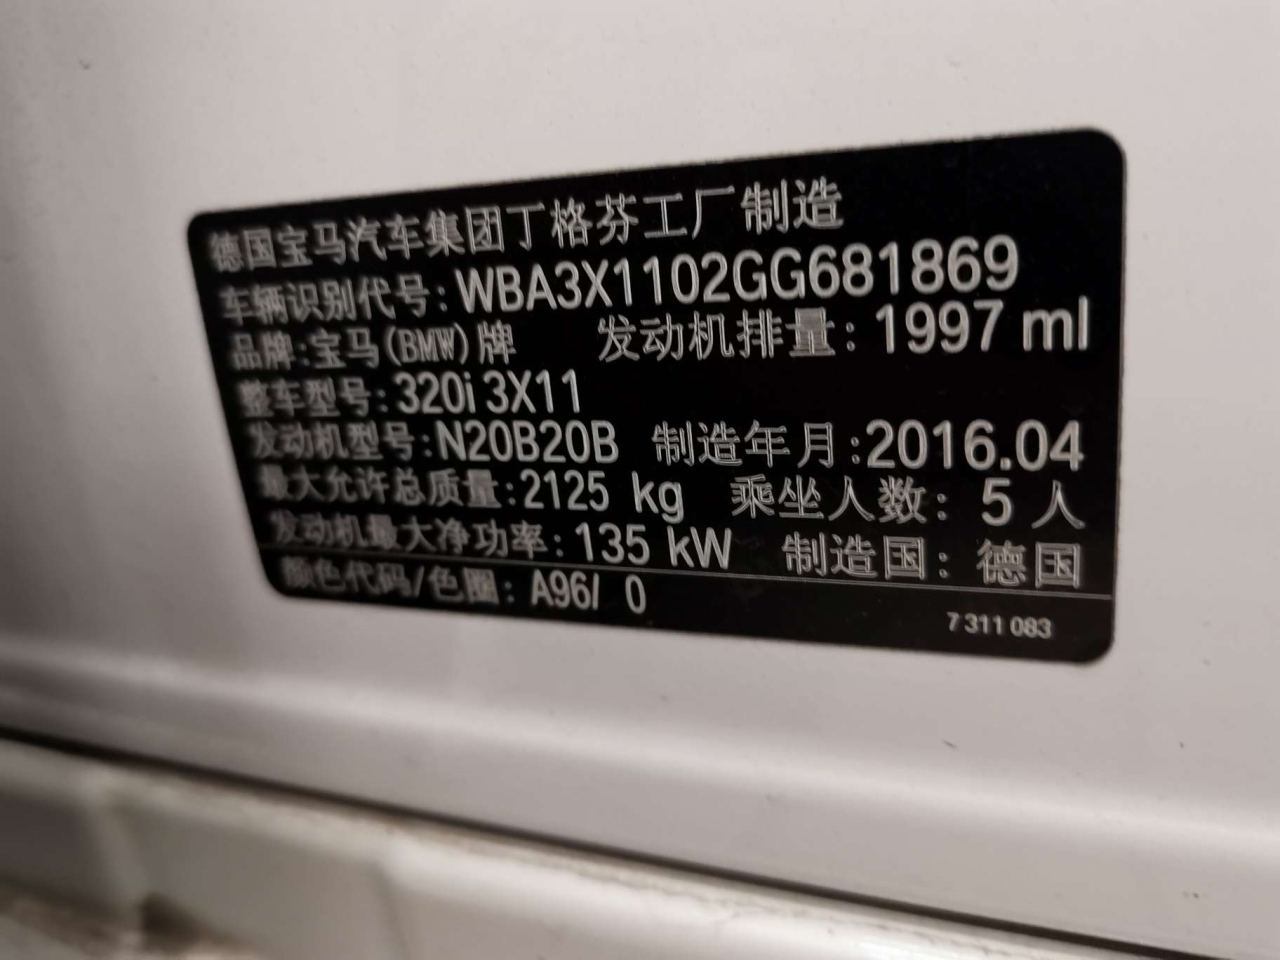 德国宝马汽车集团丁格芬工厂制造
车辆识别代号: WBA3X1102GG681869
品牌:宝马(BMW)牌 发动机排量: 1997 ml
整车型号: 320i 3X11
发动机型号: N20B20B 制造年月:2016.04
最大允许总质量:2125 kg 乘坐人数: 5 人
发动机最大净功率: 135 kW 制造国: 德国
颜色代码/色圈: A96/ 0
7 311 083